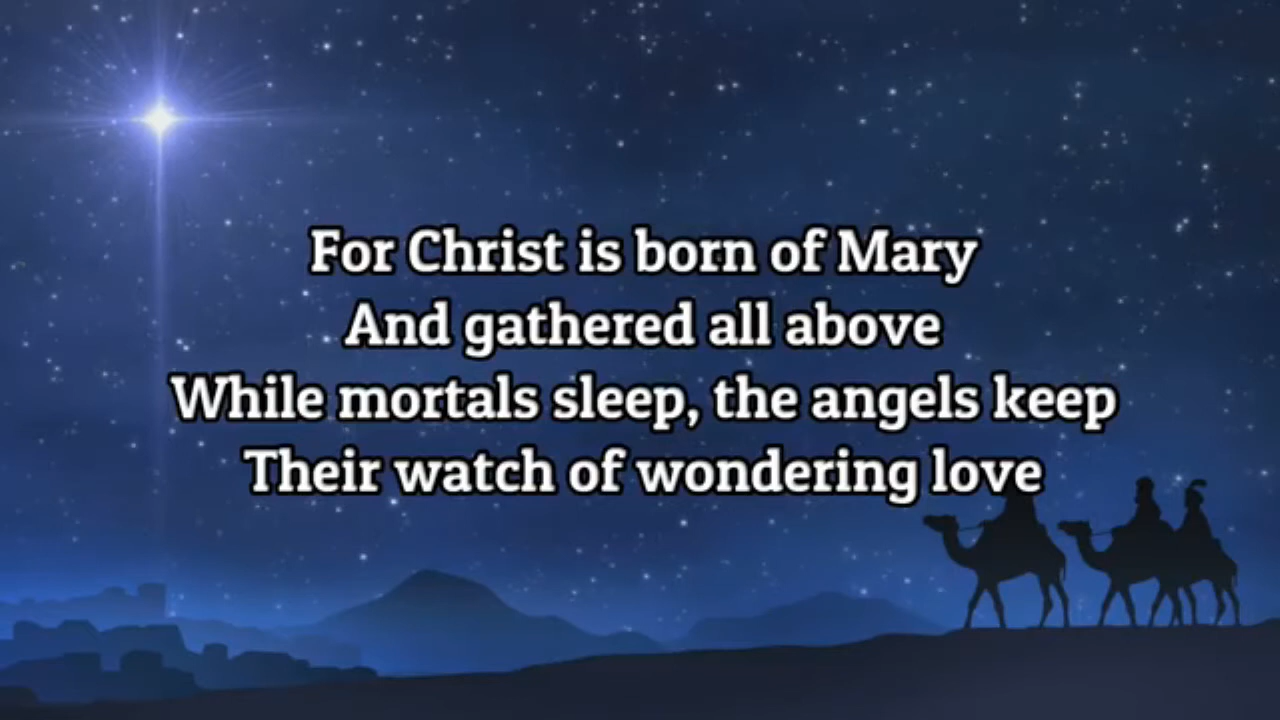 For Christ is born of Mary
And gathered all above
While mortals sleep, the angels keep
Their watch of wondering love